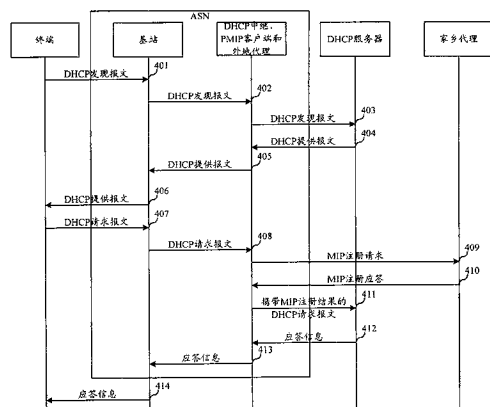 ASN
终端
基站
DHCP中继,
PMIP客户端和
外地代理
DHCP服务器
家乡代理
DHCP发现报文
401
DHCP发现报文
402
DHCP发现报文
403
DHCP提供报文
404
DHCP提供报文
405
DHCP提供报文
406
DHCP请求报文
407
DHCP请求报文
408
MIP注册请求
409
MIP注册应答
410
携带MIP注册结果的
DHCP请求报文
411
应答信息
412
应答信息
413
应答信息
414